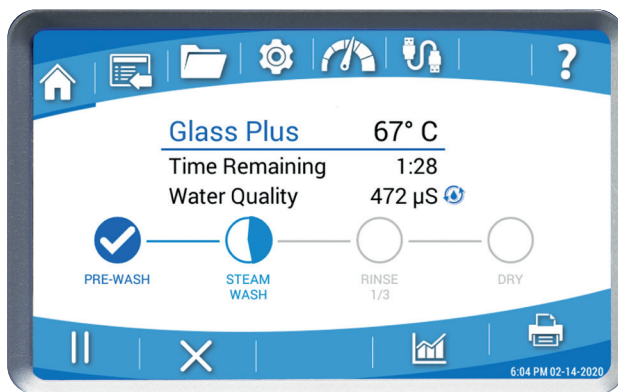 ?
Glass Plus 67° C
Time Remaining 1:28
Water Quality 472 µS
PRE-WASH
STEAM
WASH
RINSE
1/3
DRY
6:04 PM 02-14-2020